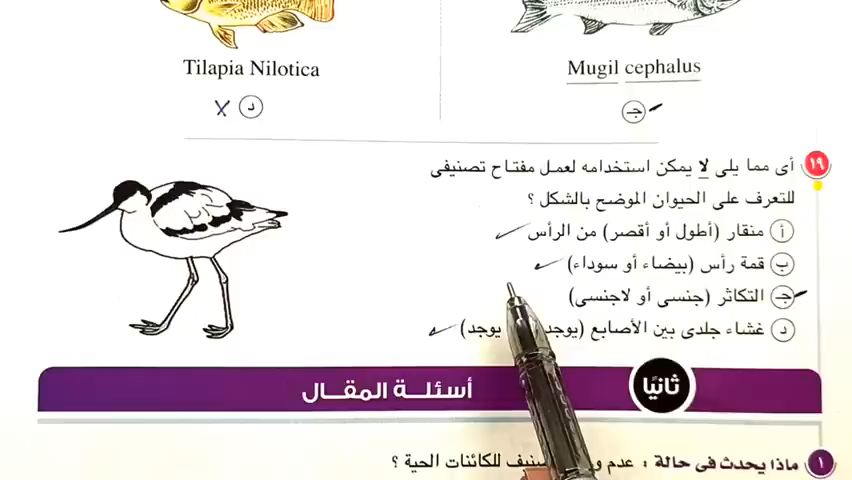 Tilapia Nilotica
Mugil cephalus
د
جـ
١٩ أى مما يلى لا يمكن استخدامه لعمل مفتاح تصنيفى
للتعرف على الحيوان الموضح بالشكل ؟
أ منقار (أطول أو أقصر) من الرأس
ب قمة رأس (بيضاء أو سوداء)
جـ التكاثر (جنسى أو لاجنسى)
د غشاء جلدى بين الأصابع (يوجد يوجد)
ثانيًا أسئلـة المقـال
١ ماذا يحدث فى حالة : عدم للكائنات الحية ؟